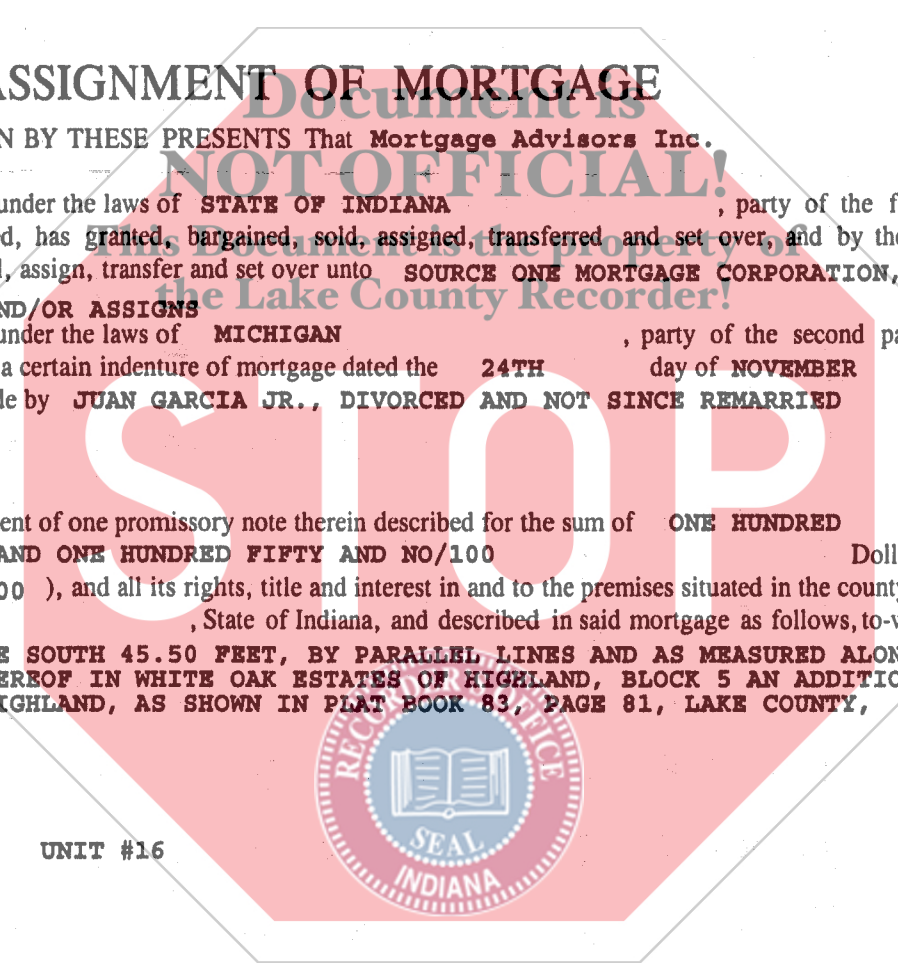 ASSIGNMENT OF MORTGAGE
Document is
N BY THESE PRESENTS That Mortgage Advisors Inc.
NOT OFFICIAL!
under the laws of STATE OF INDIANA , party of the f
This Document is the property of
ed, has granted, bargained, sold, assigned, transferred and set over, and by the
, assign, transfer and set over unto SOURCE ONE MORTGAGE CORPORATION,
the Lake County Recorder!
ND/OR ASSIGNS
under the laws of MICHIGAN , party of the second pa
a certain indenture of mortgage dated the 24TH day of NOVEMBER
de by JUAN GARCIA JR., DIVORCED AND NOT SINCE REMARRIED
STOP
ent of one promissory note therein described for the sum of ONE HUNDRED
AND ONE HUNDRED FIFTY AND NO/100 Doll
00 ), and all its rights, title and interest in and to the premises situated in the county
, State of Indiana, and described in said mortgage as follows, to-w
E SOUTH 45.50 FEET, BY PARALLEL LINES AND AS MEASURED ALON
EREOF IN WHITE OAK ESTATES OF HIGHLAND, BLOCK 5 AN ADDITIO
IGHLAND, AS SHOWN IN PLAT BOOK 83, PAGE 81, LAKE COUNTY,
RECORDER'S OFFICE
SEAL
INDIANA
UNIT #16